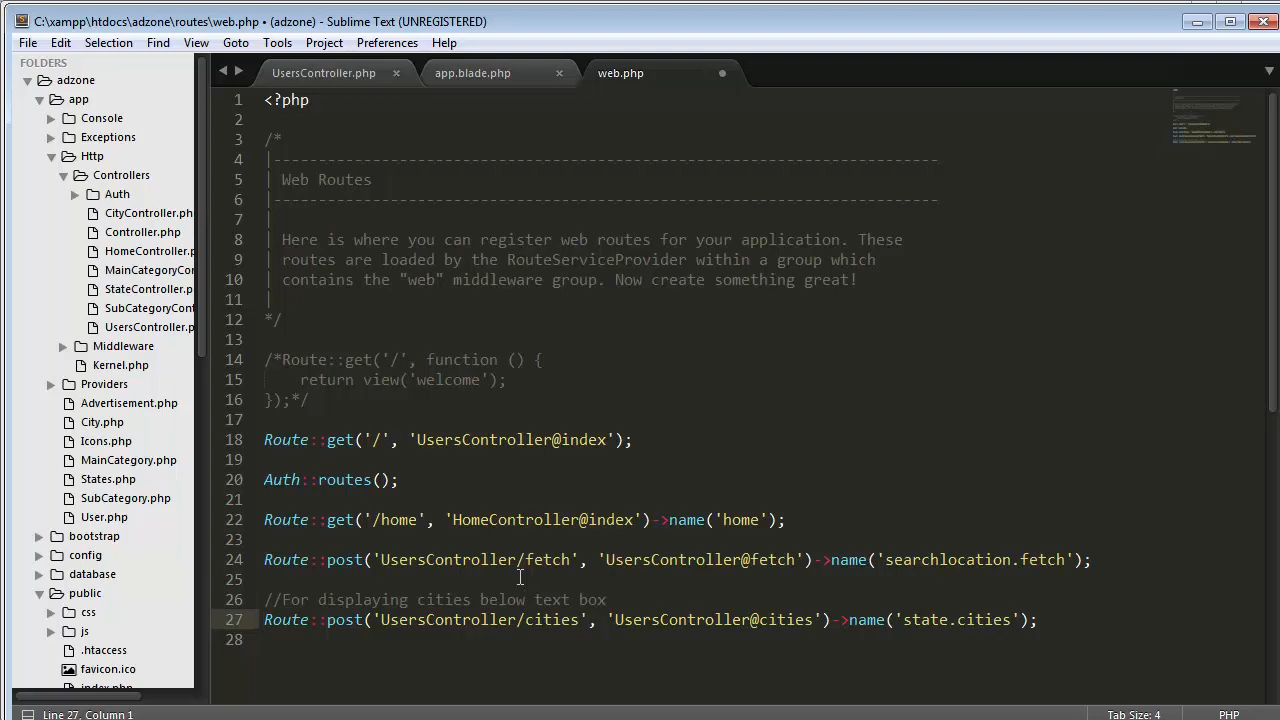 C:\xampp\htdocs\adzone\routes\web.php • (adzone) - Sublime Text (UNREGISTERED)
File Edit Selection Find View Goto Tools Project Preferences Help
FOLDERS
adzone
app
Console
Exceptions
Http
Controllers
Auth
CityController.ph
Controller.php
HomeController.
MainCategoryCo
StateController.p
SubCategoryCont
UsersController.p
Middleware
Kernel.php
Providers
Advertisement.php
City.php
Icons.php
MainCategory.php
States.php
SubCategory.php
User.php
bootstrap
config
database
public
css
js
.htaccess
favicon.ico
index.php
UsersController.php × app.blade.php × web.php
1 <?php
2
3 /*
4 |--------------------------------------------------------------------------
5 | Web Routes
6 |--------------------------------------------------------------------------
7 |
8 | Here is where you can register web routes for your application. These
9 | routes are loaded by the RouteServiceProvider within a group which
10 | contains the "web" middleware group. Now create something great!
11 |
12 */
13
14 /*Route::get('/', function () {
15 return view('welcome');
16 });*/
17
18 Route::get('/', 'UsersController@index');
19
20 Auth::routes();
21
22 Route::get('/home', 'HomeController@index')->name('home');
23
24 Route::post('UsersController/fetch', 'UsersController@fetch')->name('searchlocation.fetch');
25
26 //For displaying cities below text box
27 Route::post('UsersController/cities', 'UsersController@cities')->name('state.cities');
28
Line 27, Column 1 Tab Size: 4 PHP